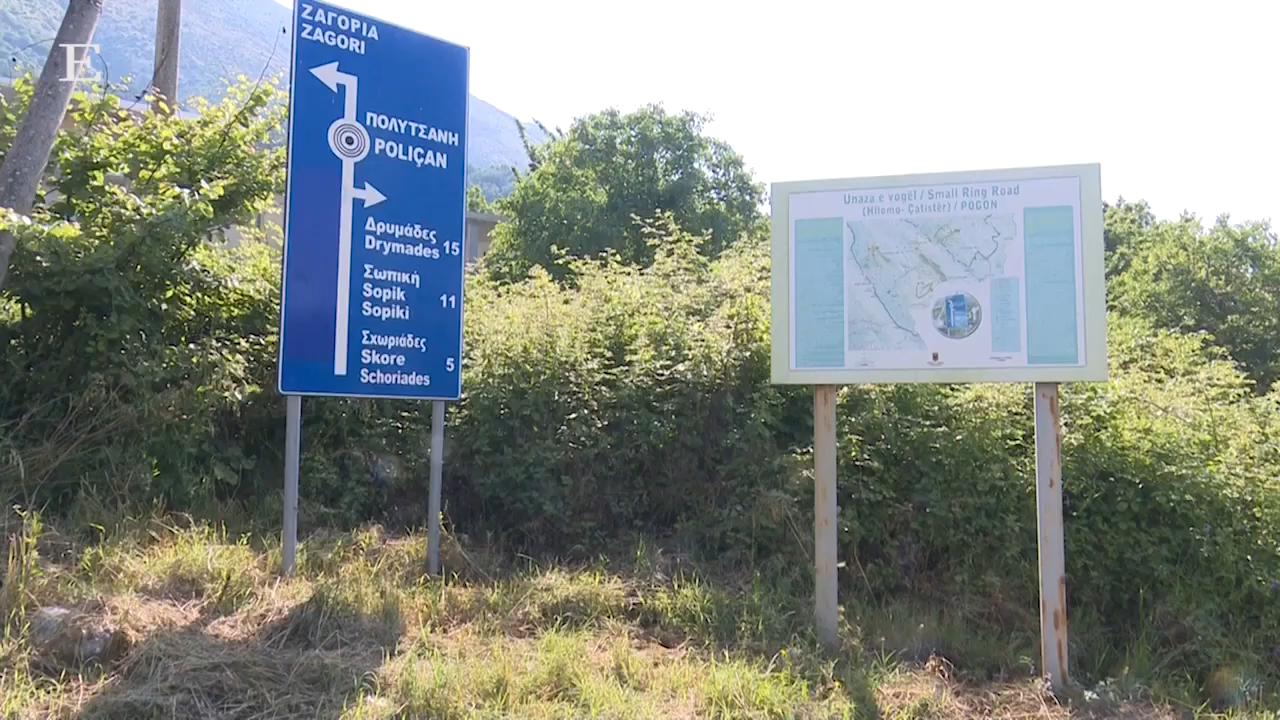 E
ΖΑΓΟΡΙΑ
ZAGORI
ΠΟΛΥΤΣΑΝΗ
POLIÇAN
Δρυμάδες
Drymades 15
Σωπική
Sopik 11
Sopiki
Σχωριάδες
Skore 5
Schoriades
Unaza e vogël / Small Ring Road
(Hllomo- Çatistër) / POGON